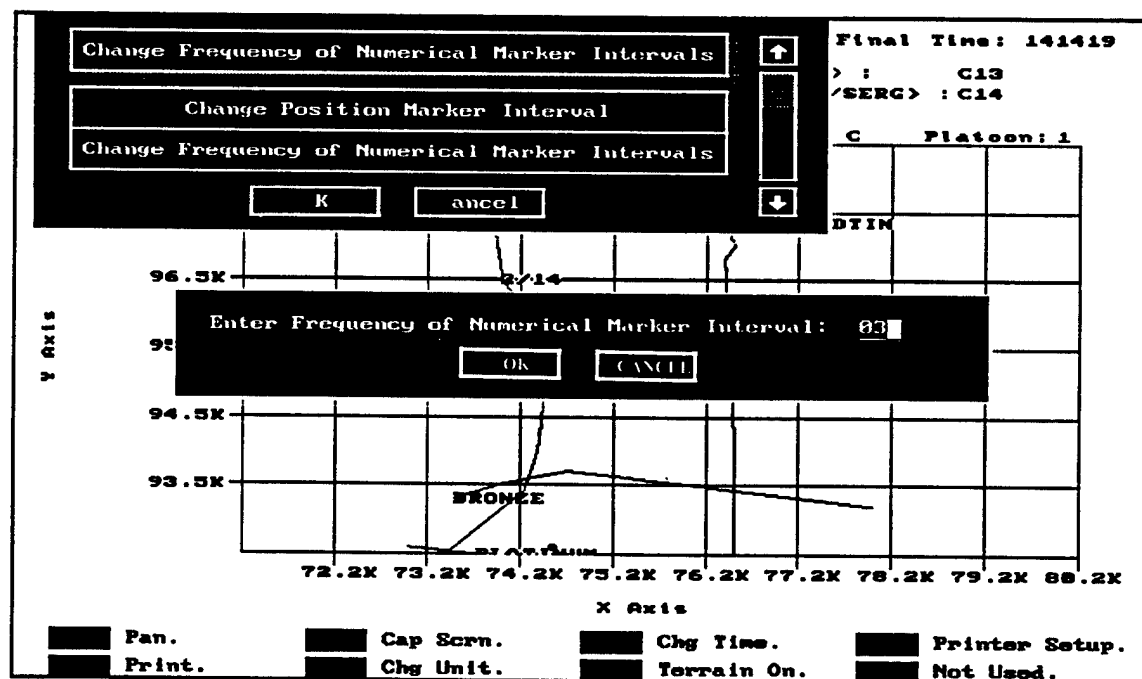 Change Frequency of Numerical Marker Intervals
Change Position Marker Interval
Change Frequency of Numerical Marker Intervals
K ancel
Final Time: 141419
> : C13
/SERG> : C14
C Platoon: 1
DTIN
96.5K
2/14
Enter Frequency of Numerical Marker Interval: 03
OK CANCEL
Y Axis
94.5K
93.5K
BRONZE
PLATINUM
72.2K 73.2K 74.2K 75.2K 76.2K 77.2K 78.2K 79.2K 80.2K
X Axis
Pan. Cap Scrn. Chg Time. Printer Setup.
Print. Chg Unit. Terrain On. Not Used.